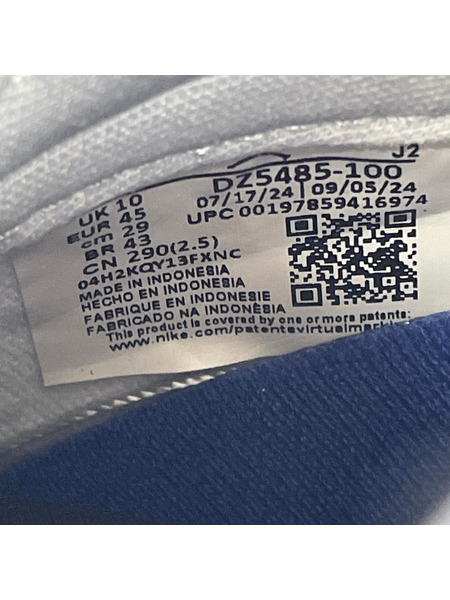 J2
DZ5485-100
07/17/24 | 09/05/24
UPC 00197859416974
UK 10
EUR 45
cm 29
BR 43
CN 290(2.5)
04H2KQY13FXNC
MADE IN INDONESIA
HECHO EN INDONESIA
FABRIQUE EN INDONESIE
FABRICADO NA INDONESIA
This product is covered by one or more patents:
www.nike.com/patentsvirtualmarki